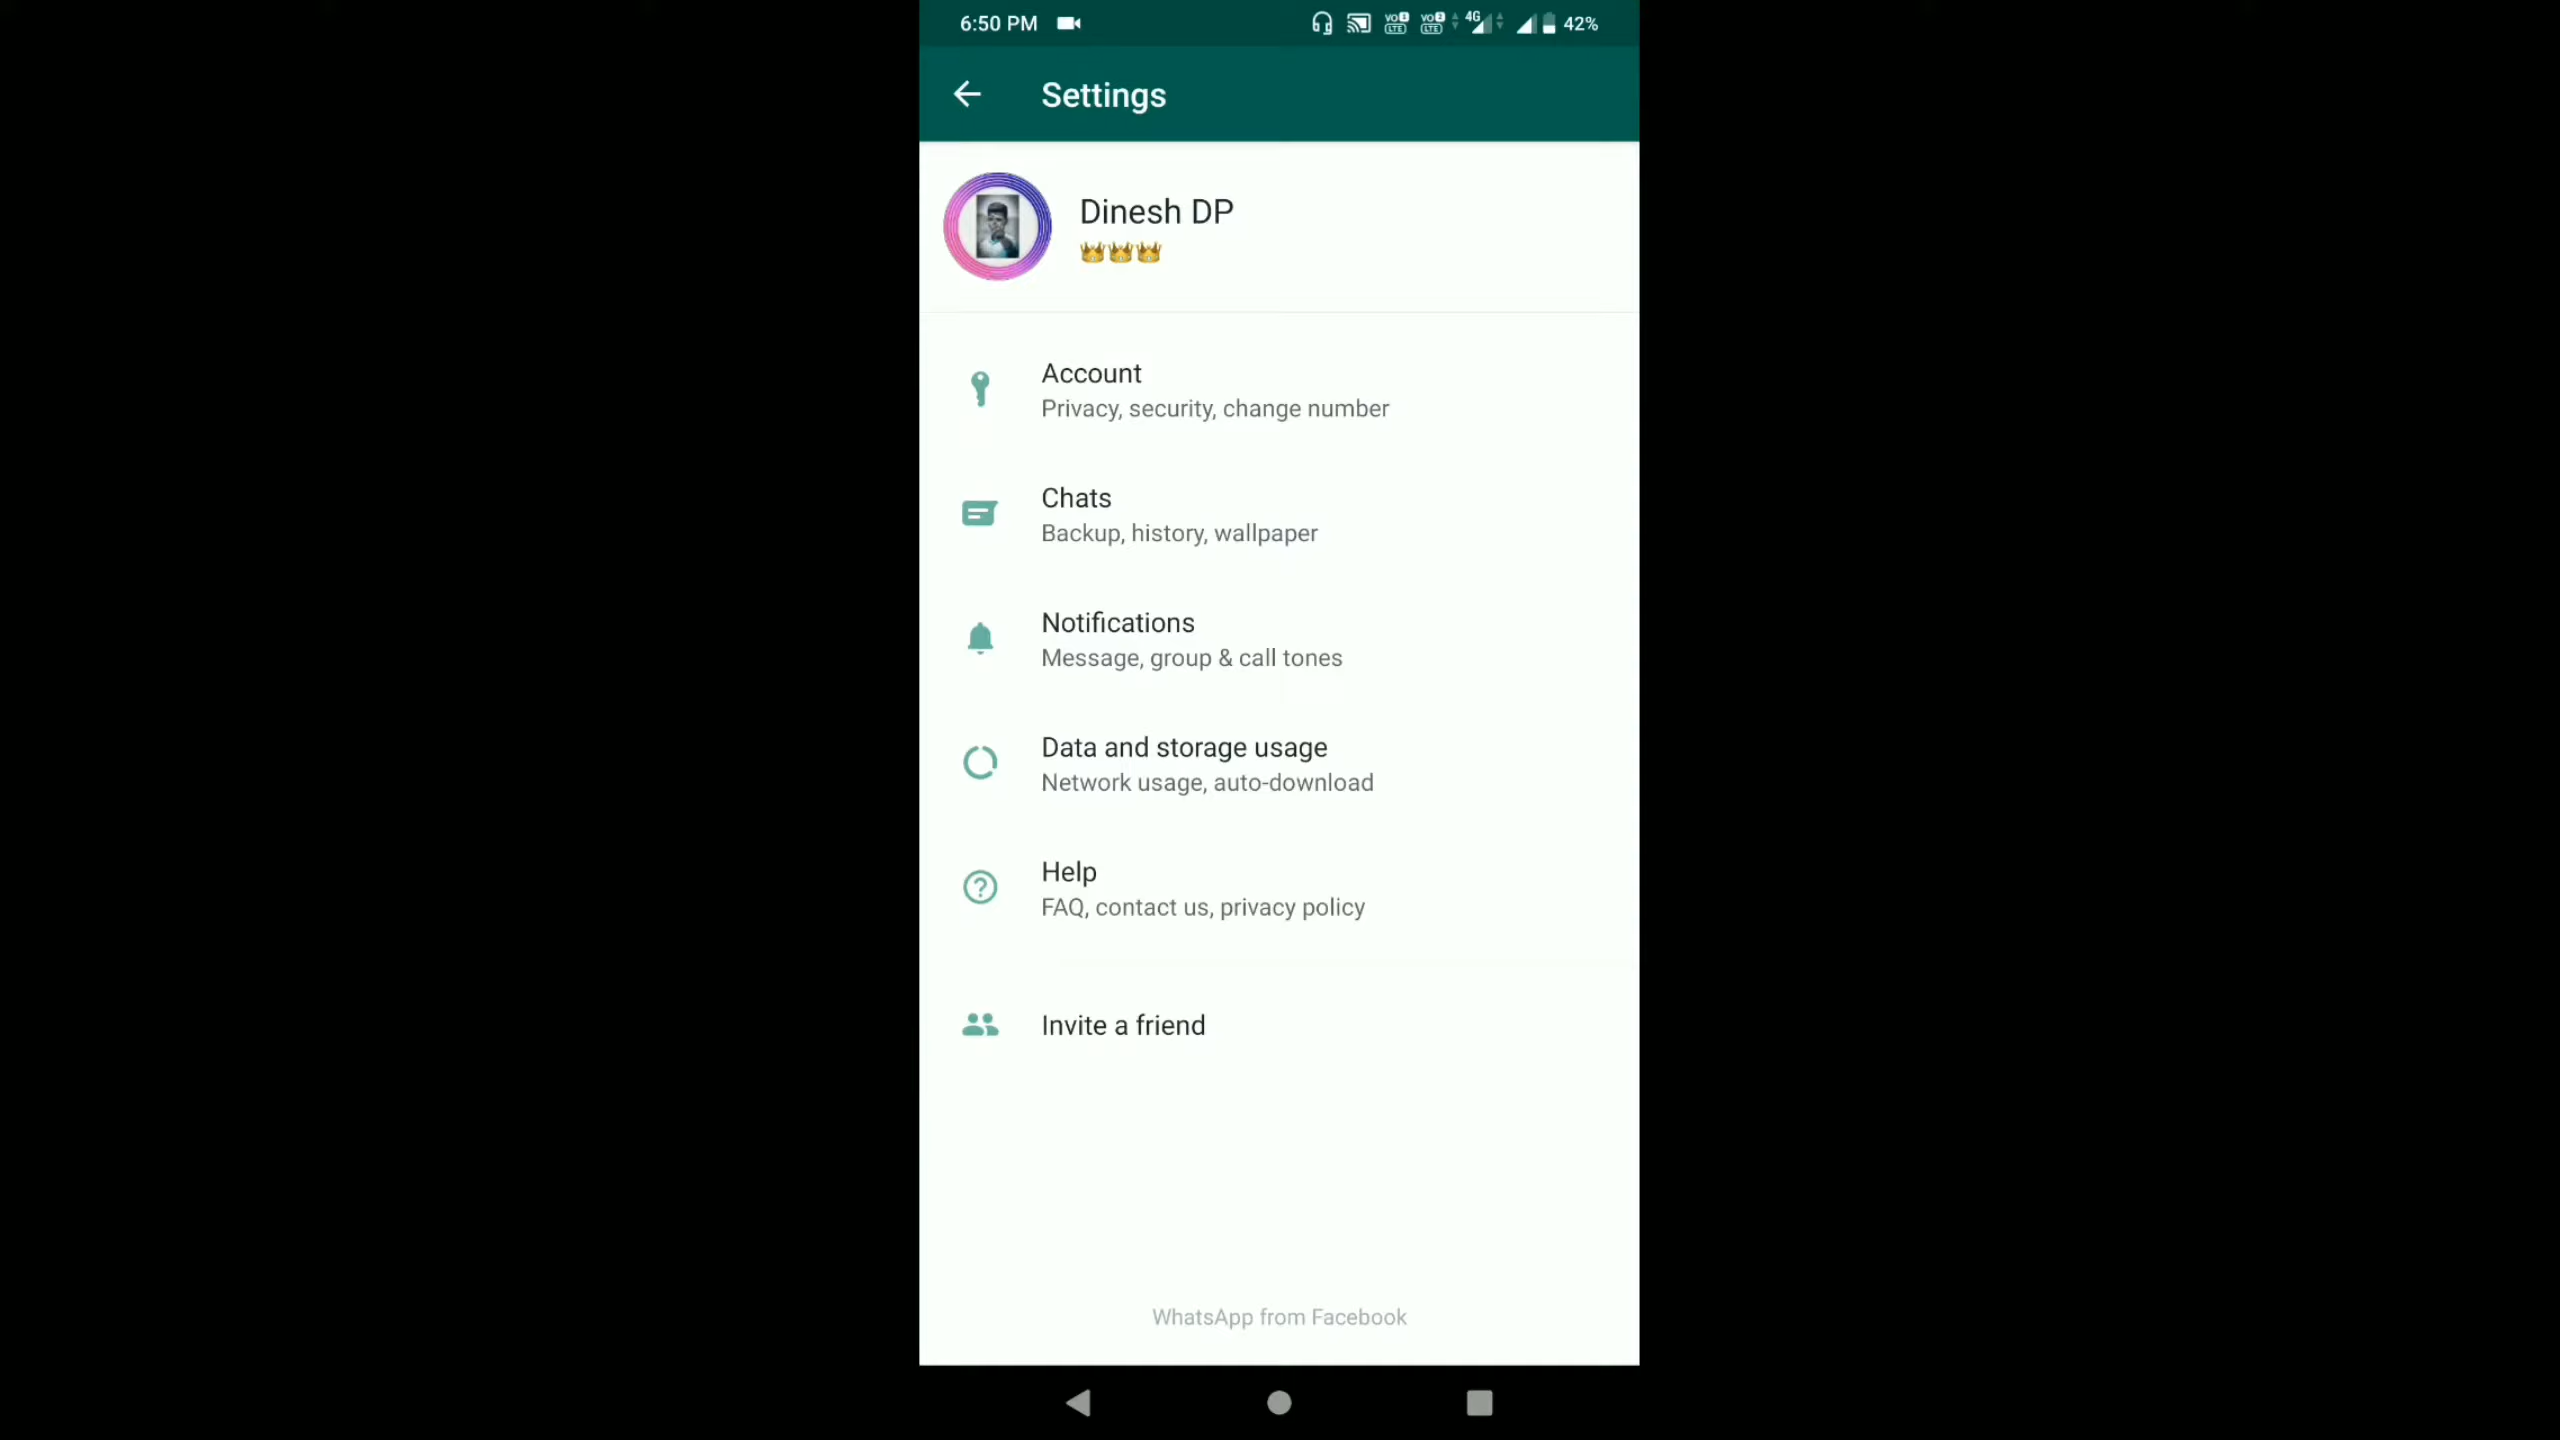 6:50 PM
4G
42%
Settings
Dinesh DP
👑👑👑
Account
Privacy, security, change number
Chats
Backup, history, wallpaper
Notifications
Message, group & call tones
Data and storage usage
Network usage, auto-download
Help
FAQ, contact us, privacy policy
Invite a friend
WhatsApp from Facebook